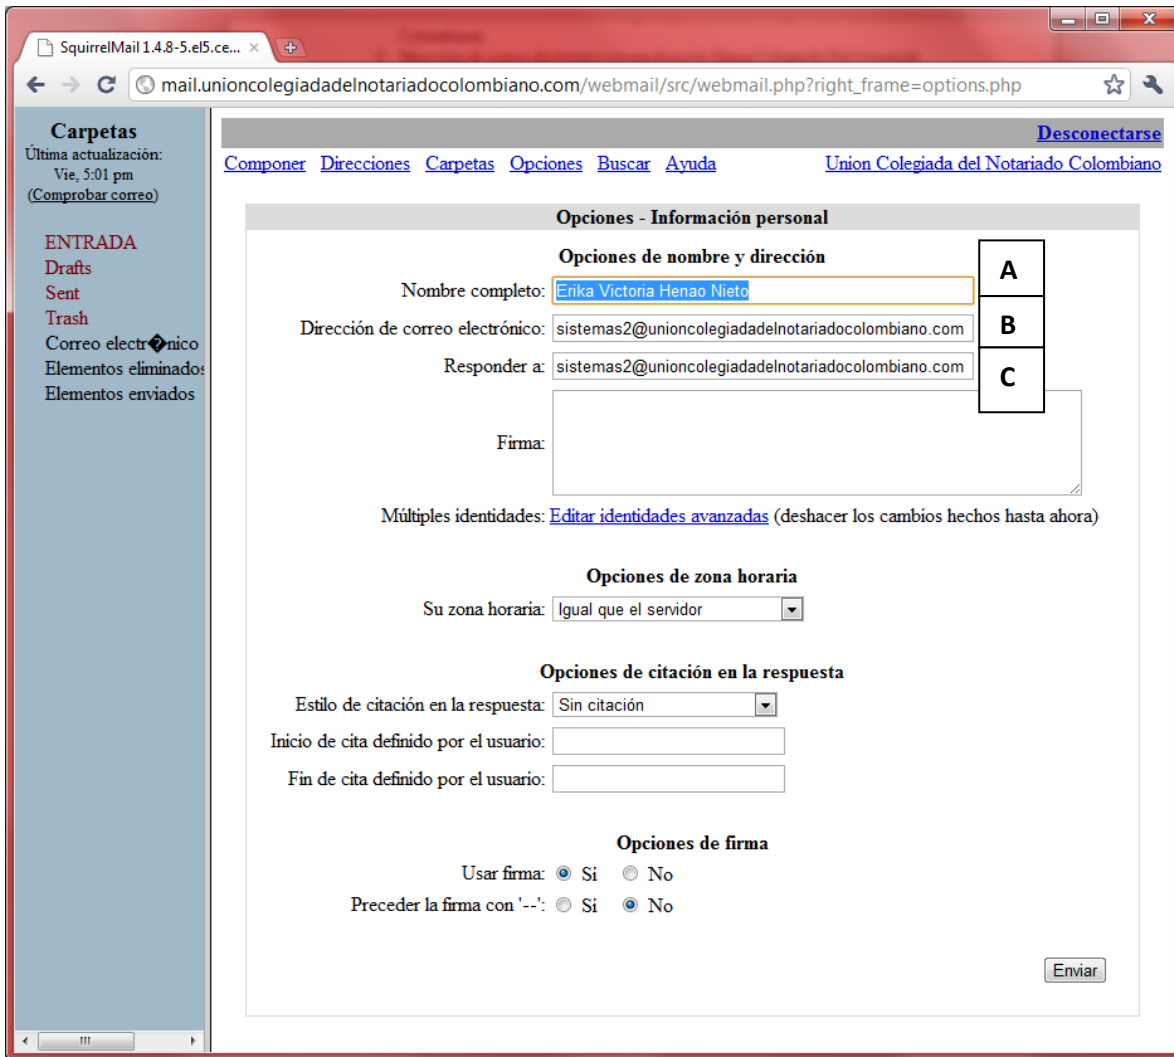 SquirrelMail 1.4.8-5.el5.ce...
mail.unioncolegiadadelnotariadocolombiano.com/webmail/src/webmail.php?right_frame=options.php
Carpetas
Última actualización:
Vie, 5:01 pm
(Comprobar correo)
ENTRADA
Drafts
Sent
Trash
Correo electr�nico
Elementos eliminados
Elementos enviados
Desconectarse
Componer Direcciones Carpetas Opciones Buscar Ayuda Union Colegiada del Notariado Colombiano
Opciones - Información personal
Opciones de nombre y dirección
Nombre completo: Erika Victoria Henao Nieto A
Dirección de correo electrónico: sistemas2@unioncolegiadadelnotariadocolombiano.com B
Responder a: sistemas2@unioncolegiadadelnotariadocolombiano.com C
Firma:
Múltiples identidades: Editar identidades avanzadas (deshacer los cambios hechos hasta ahora)
Opciones de zona horaria
Su zona horaria: Igual que el servidor
Opciones de citación en la respuesta
Estilo de citación en la respuesta: Sin citación
Inicio de cita definido por el usuario:
Fin de cita definido por el usuario:
Opciones de firma
Usar firma: Sí No
Preceder la firma con '--': Sí No
Enviar